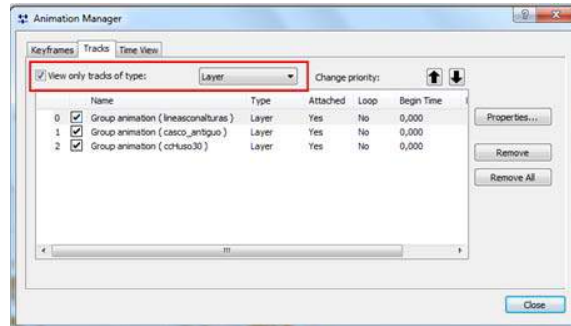 Animation Manager
Keyframes Tracks Time View
View only tracks of type: Layer Change priority:
Name Type Attached Loop Begin Time
0 Group animation ( lineasconalturas ) Layer Yes No 0,000
1 Group animation ( casco_antiguo ) Layer Yes No 0,000
2 Group animation ( ccHuso30 ) Layer Yes No 0,000
Properties...
Remove
Remove All
Close